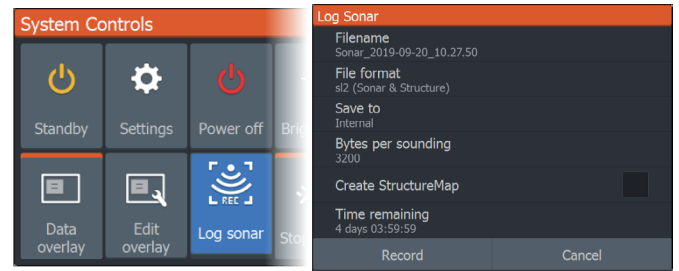 System Controls
Standby
Settings
Power off
Data
overlay
Edit
overlay
REC
Log sonar
Log Sonar
Filename
Sonar_2019-09-20_10.27.50
File format
sl2 (Sonar & Structure)
Save to
Internal
Bytes per sounding
3200
Create StructureMap
Time remaining
4 days 03:59:59
Record
Cancel